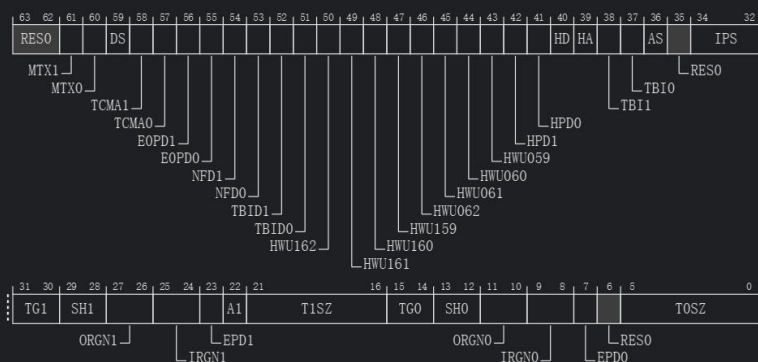 63 62 61 60 59 58 57 56 55 54 53 52 51 50 49 48 47 46 45 44 43 42 41 40 39 38 37 36 35 34 32
RES0 DS HD HA AS IPS
MTX1 RES0
MTX0 TBI0
TCMA1 TBI1
TCMA0 HPD0
E0PD1 HPD1
E0PD0 HWU059
NFD1 HWU060
NFD0 HWU061
TBID1 HWU062
TBID0 HWU159
HWU162 HWU160
HWU161
31 30 29 28 27 26 25 24 23 22 21 16 15 14 13 12 11 10 9 8 7 6 5 0
TG1 SH1 A1 T1SZ TG0 SH0 T0SZ
ORGN1 EPD1 ORGN0 RES0
IRGN1 IRGN0 EPD0